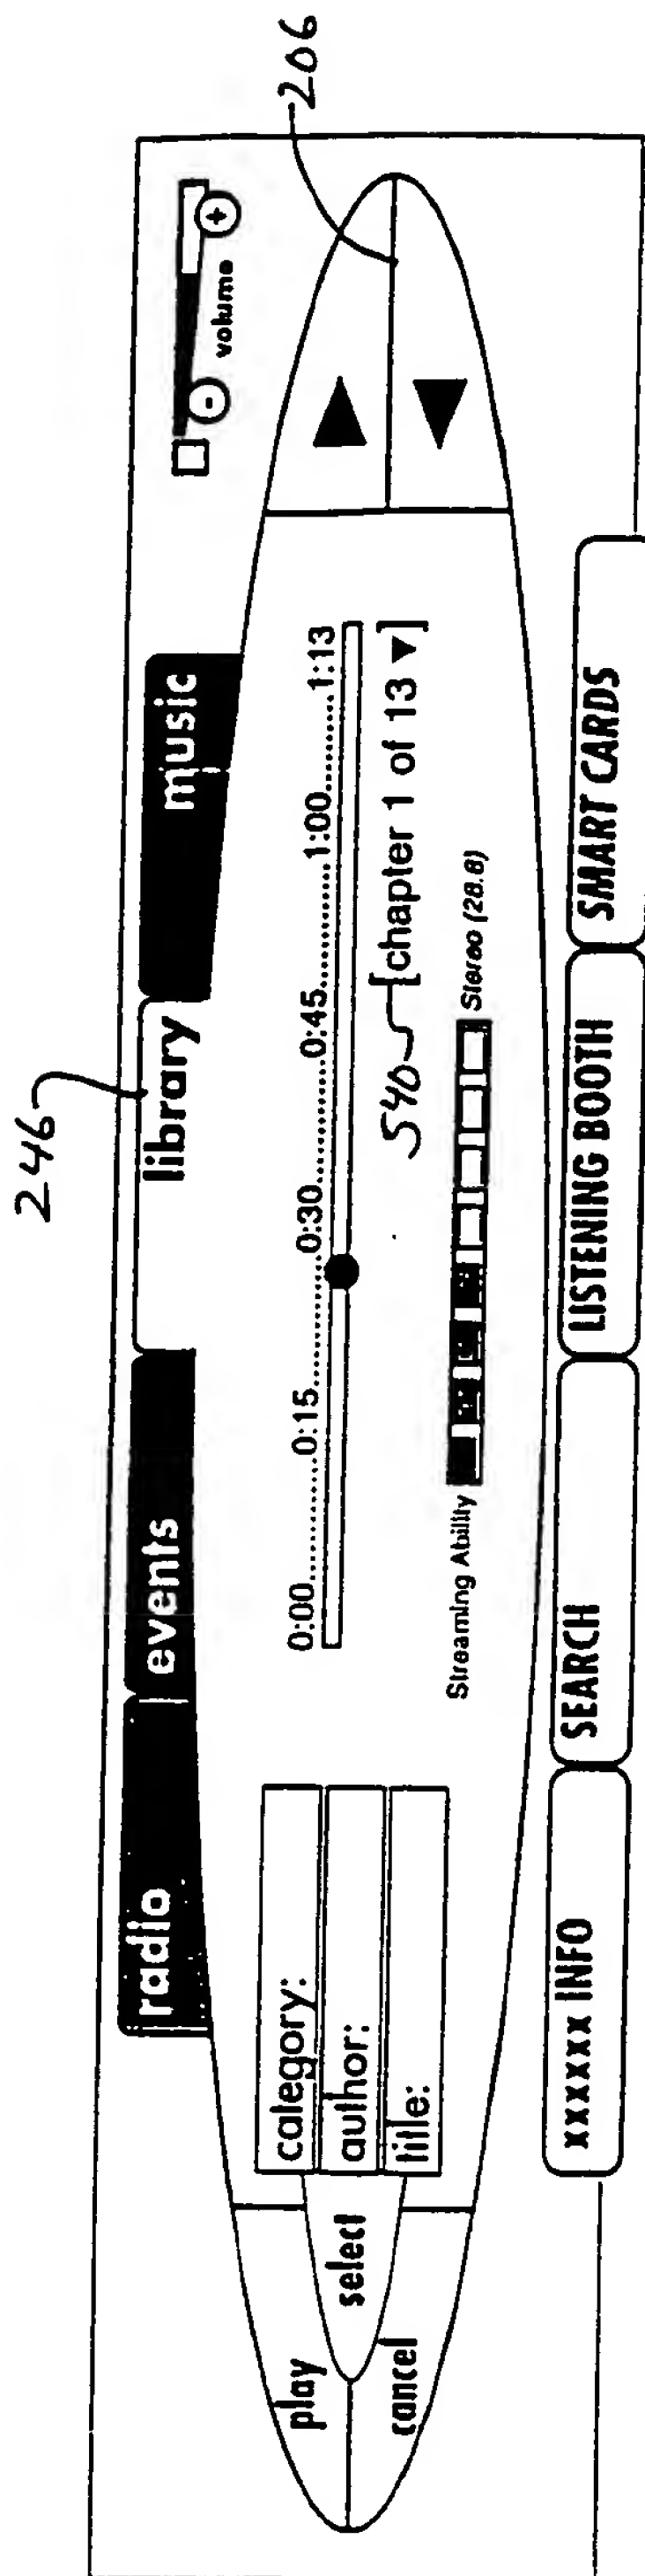 246
206
radio
events
library
music
-
+
volume
play
select
cancel
category:
author:
title:
0:00..........0:15..........0:30..........0:45..........1:00..........1:13
540
[chapter 1 of 13 ▼]
Streaming Ability
Stereo (28.8)
xxxxxx INFO
SEARCH
LISTENING BOOTH
SMART CARDS